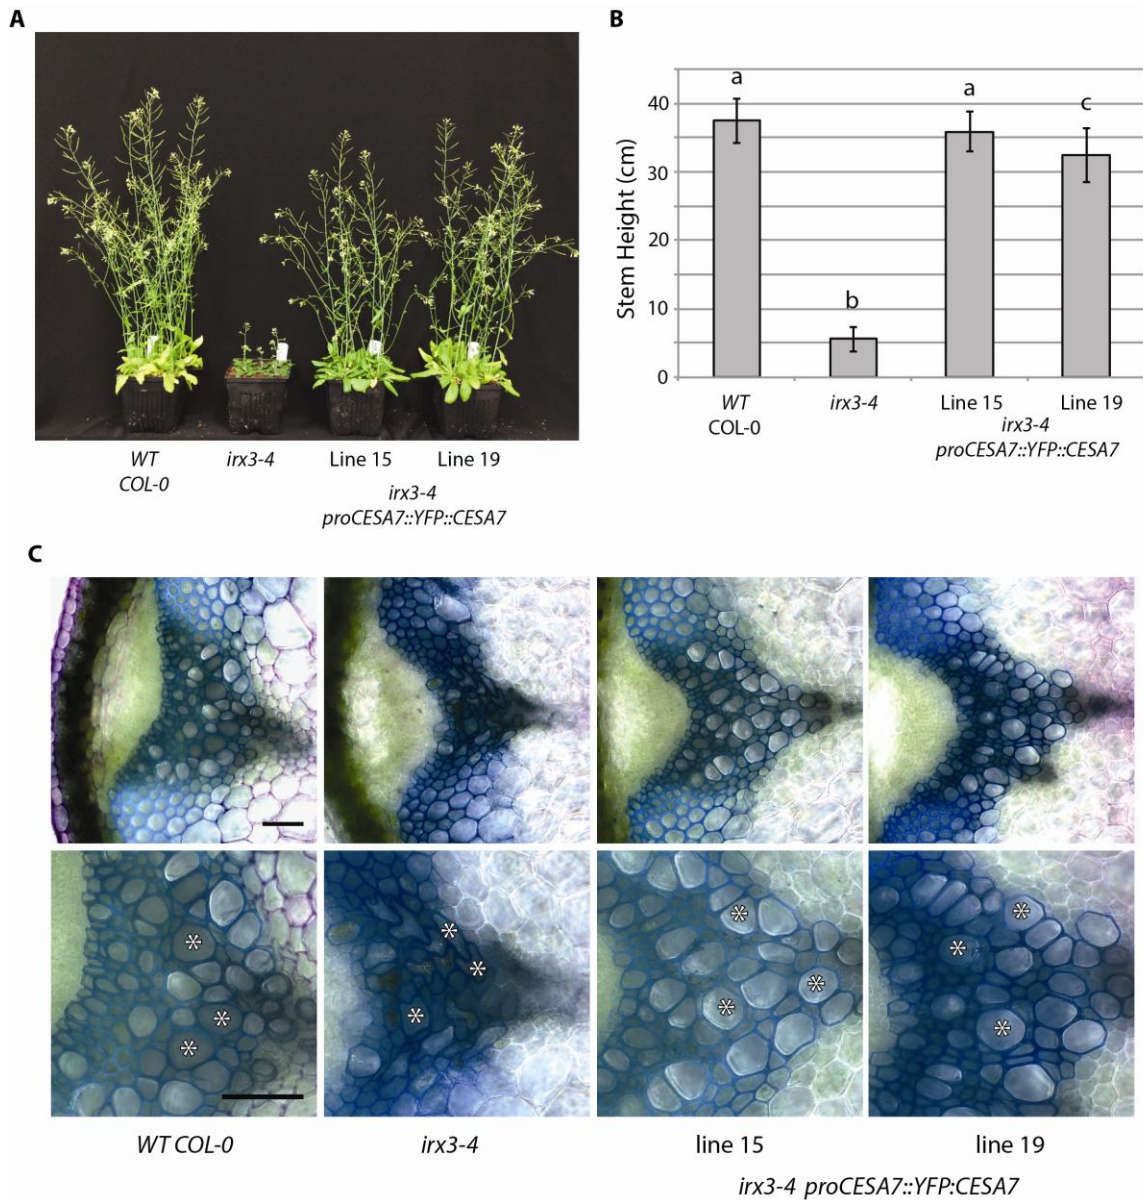 A
WT
COL-0
irx3-4
Line 15
Line 19
irx3-4
proCESA7::YFP::CESA7
B
Stem Height (cm)
40
30
20
10
0
a
b
a
c
WT
COL-0
irx3-4
Line 15
Line 19
irx3-4
proCESA7::YFP::CESA7
C
* * * * * * * * * * * *
WT COL-0
irx3-4
line 15
line 19
irx3-4 proCESA7::YFP:CESA7